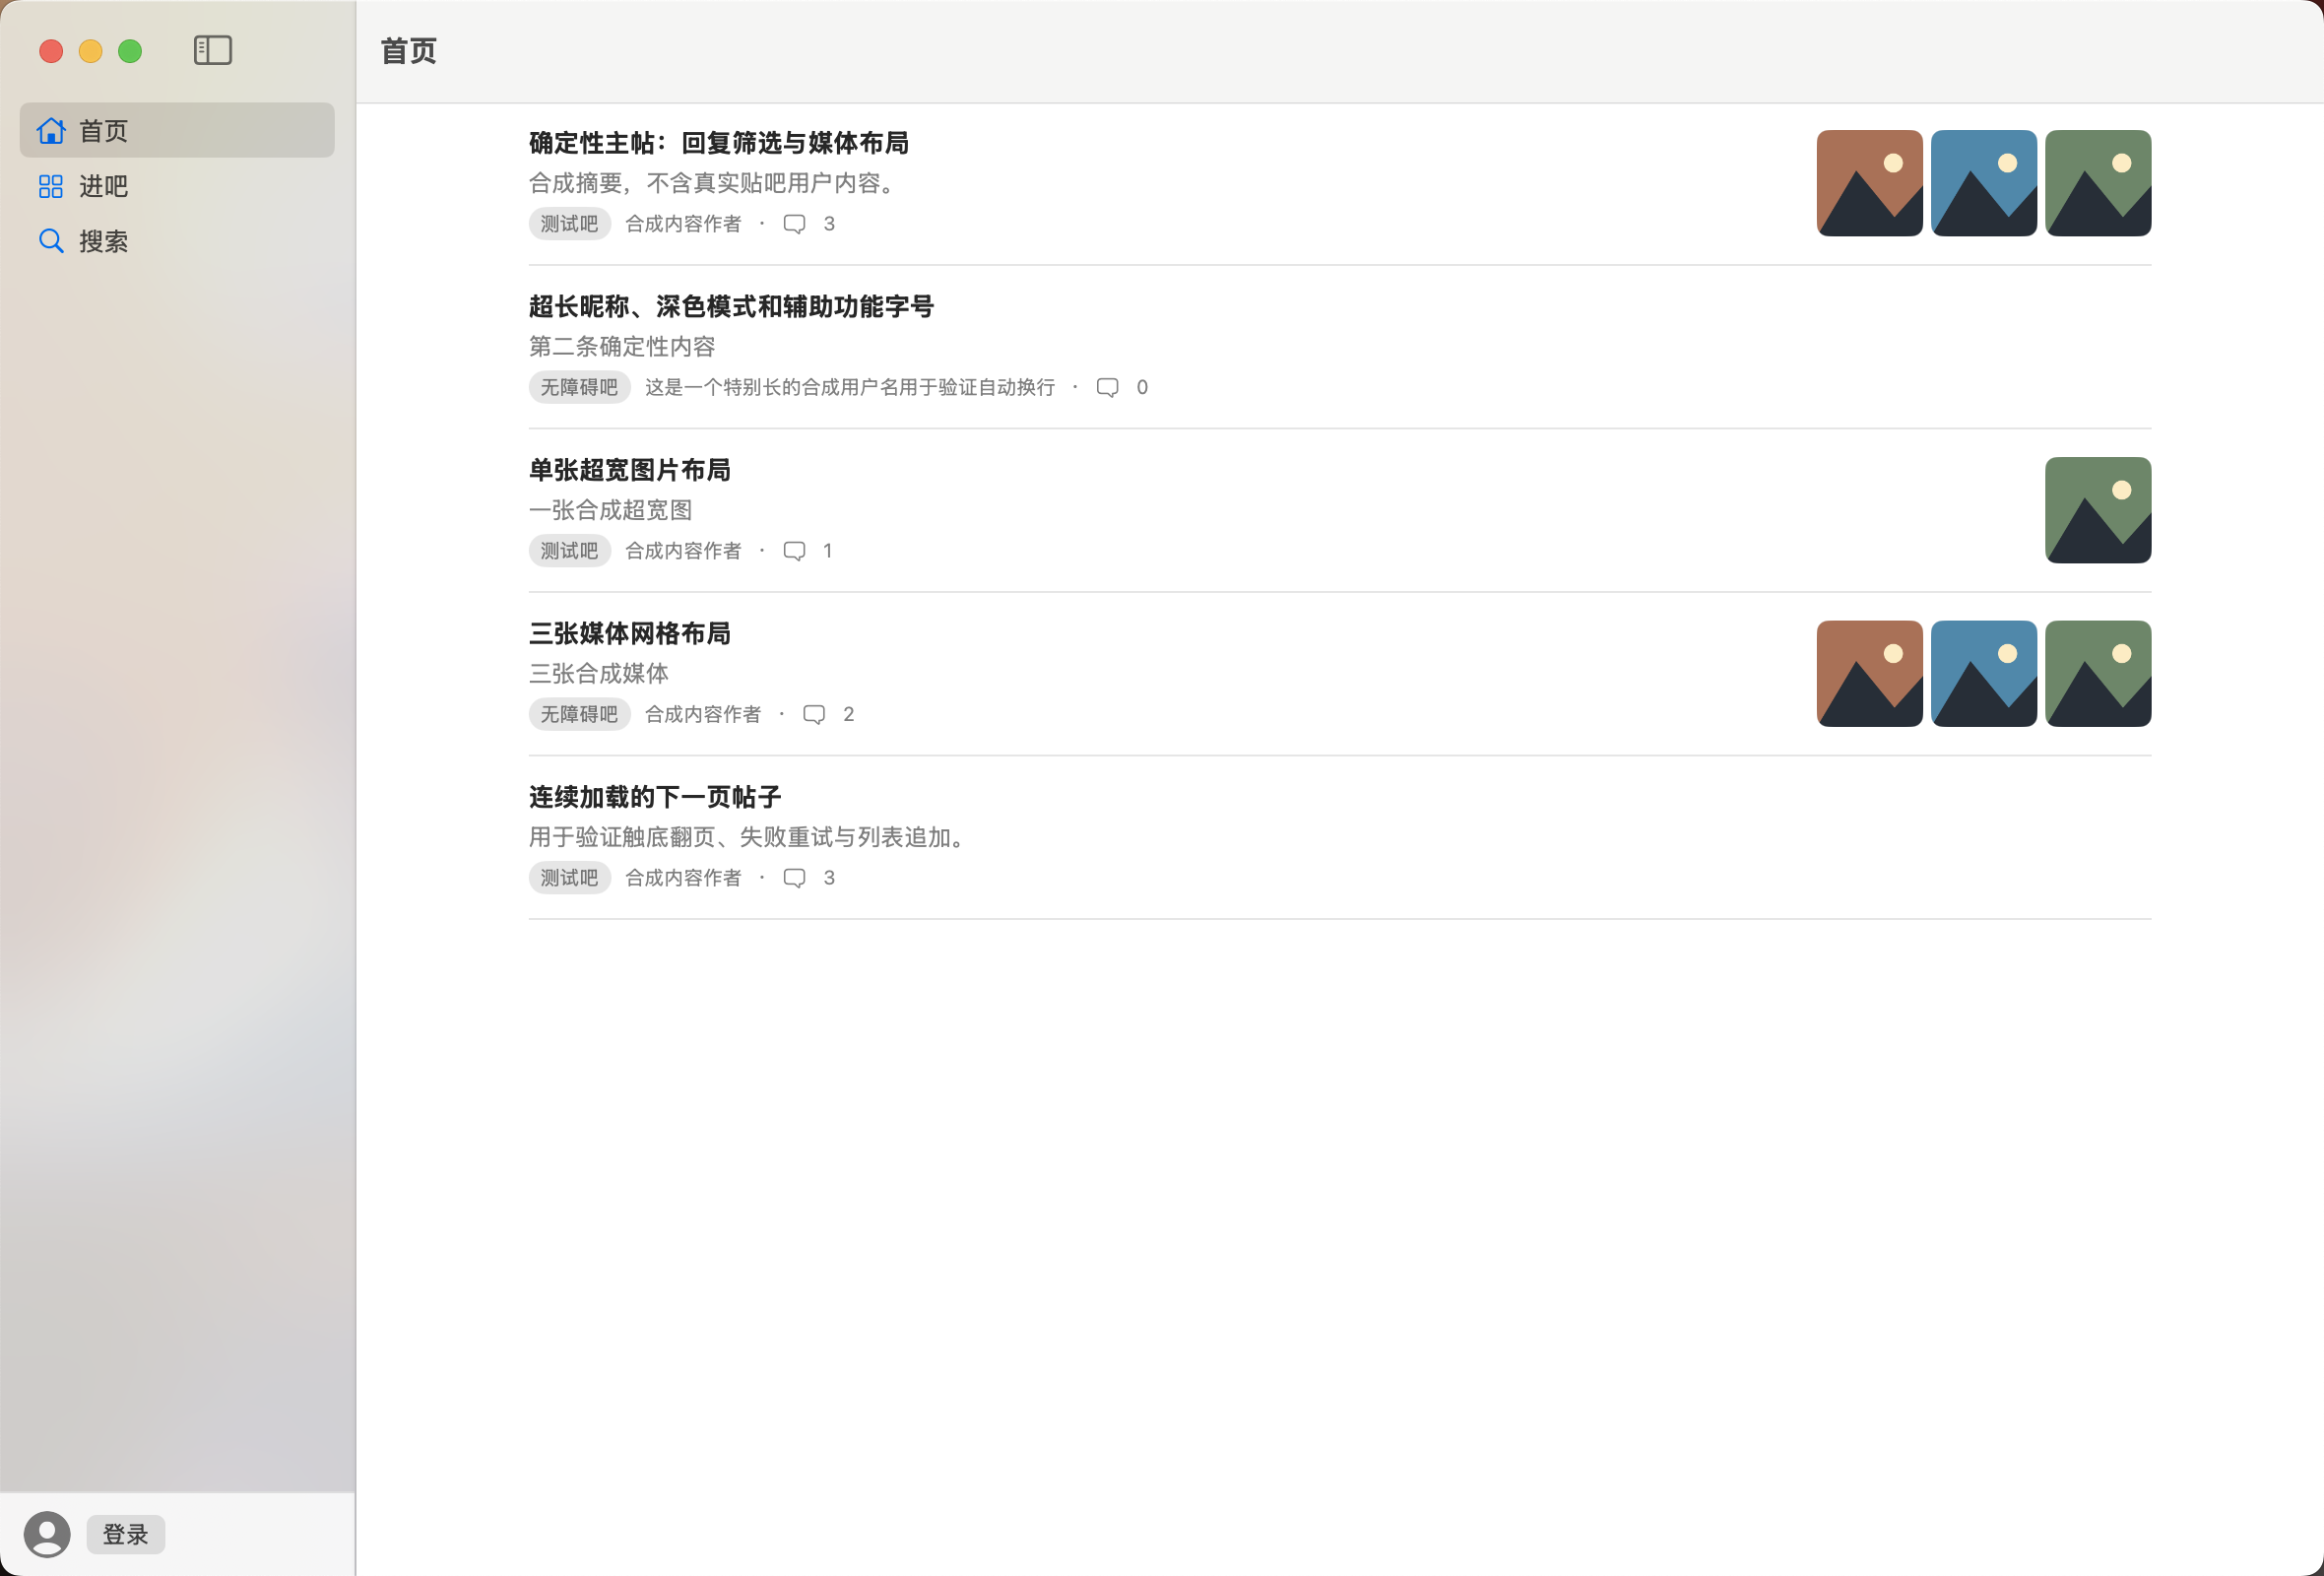 首页
首页
进吧
搜索
确定性主帖：回复筛选与媒体布局
合成摘要，不含真实贴吧用户内容。
测试吧 合成内容作者 · 3
超长昵称、深色模式和辅助功能字号
第二条确定性内容
无障碍吧 这是一个特别长的合成用户名用于验证自动换行 · 0
单张超宽图片布局
一张合成超宽图
测试吧 合成内容作者 · 1
三张媒体网格布局
三张合成媒体
无障碍吧 合成内容作者 · 2
连续加载的下一页帖子
用于验证触底翻页、失败重试与列表追加。
测试吧 合成内容作者 · 3
登录